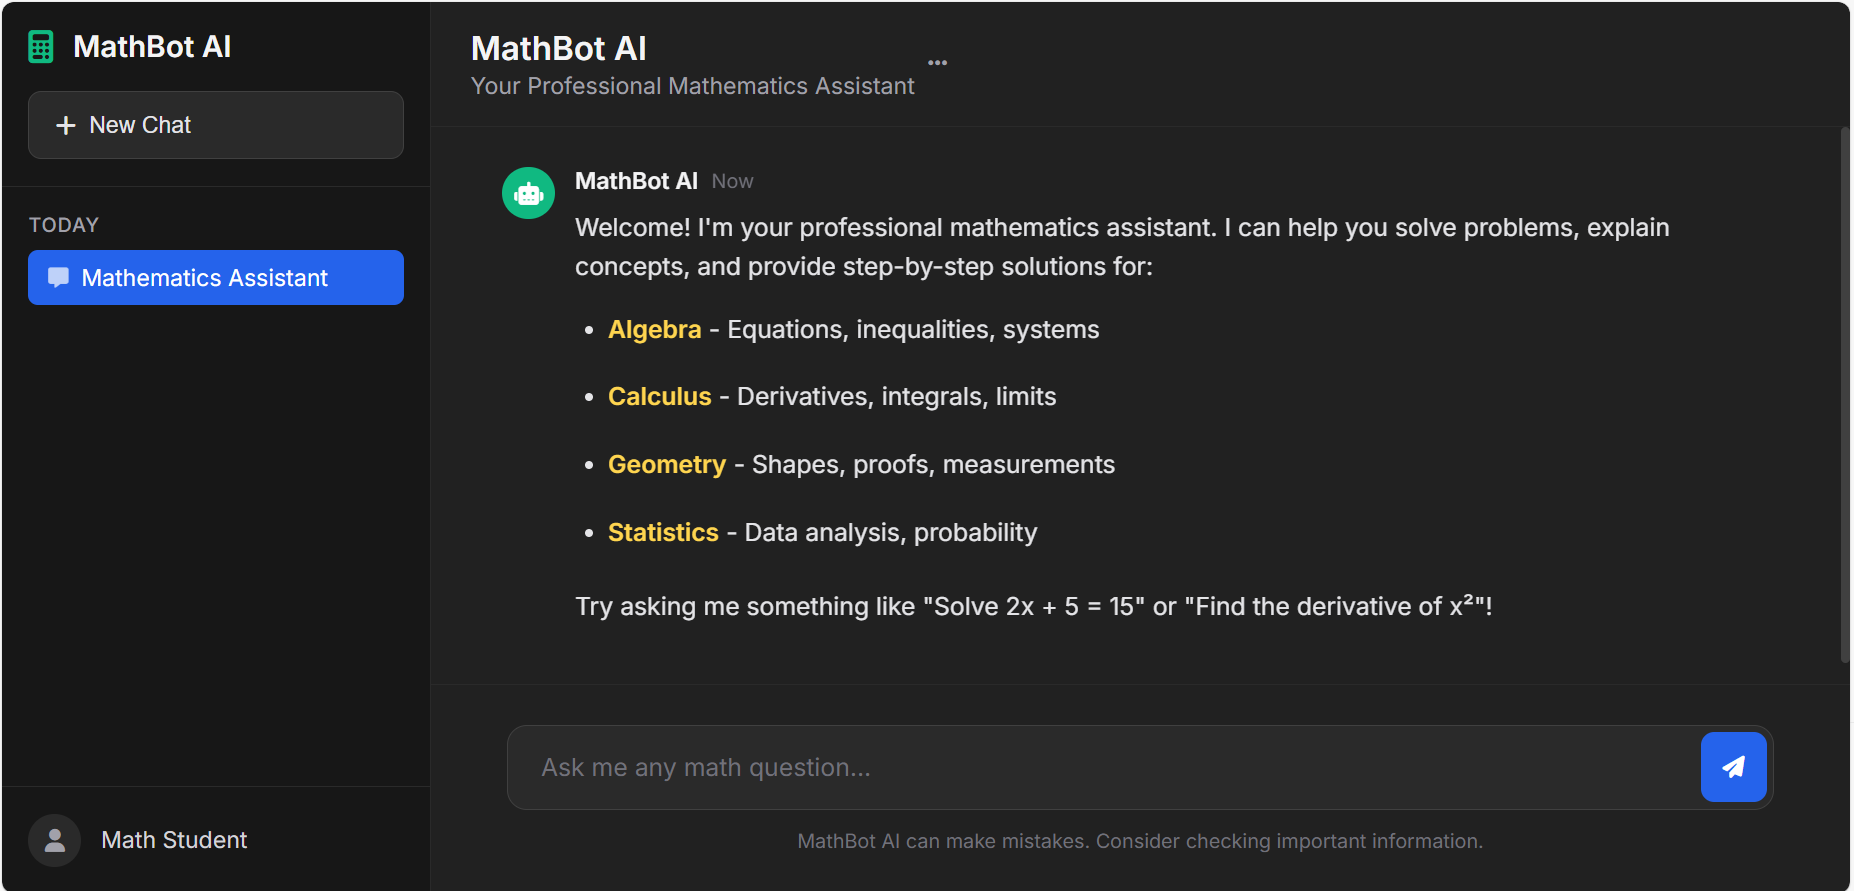 MathBot AI
New Chat
TODAY
Mathematics Assistant
Math Student
MathBot AI
Your Professional Mathematics Assistant
MathBot AI Now
Welcome! I'm your professional mathematics assistant. I can help you solve problems, explain
concepts, and provide step-by-step solutions for:
• Algebra - Equations, inequalities, systems
• Calculus - Derivatives, integrals, limits
• Geometry - Shapes, proofs, measurements
• Statistics - Data analysis, probability
Try asking me something like "Solve 2x + 5 = 15" or "Find the derivative of x²"!
Ask me any math question...
MathBot AI can make mistakes. Consider checking important information.